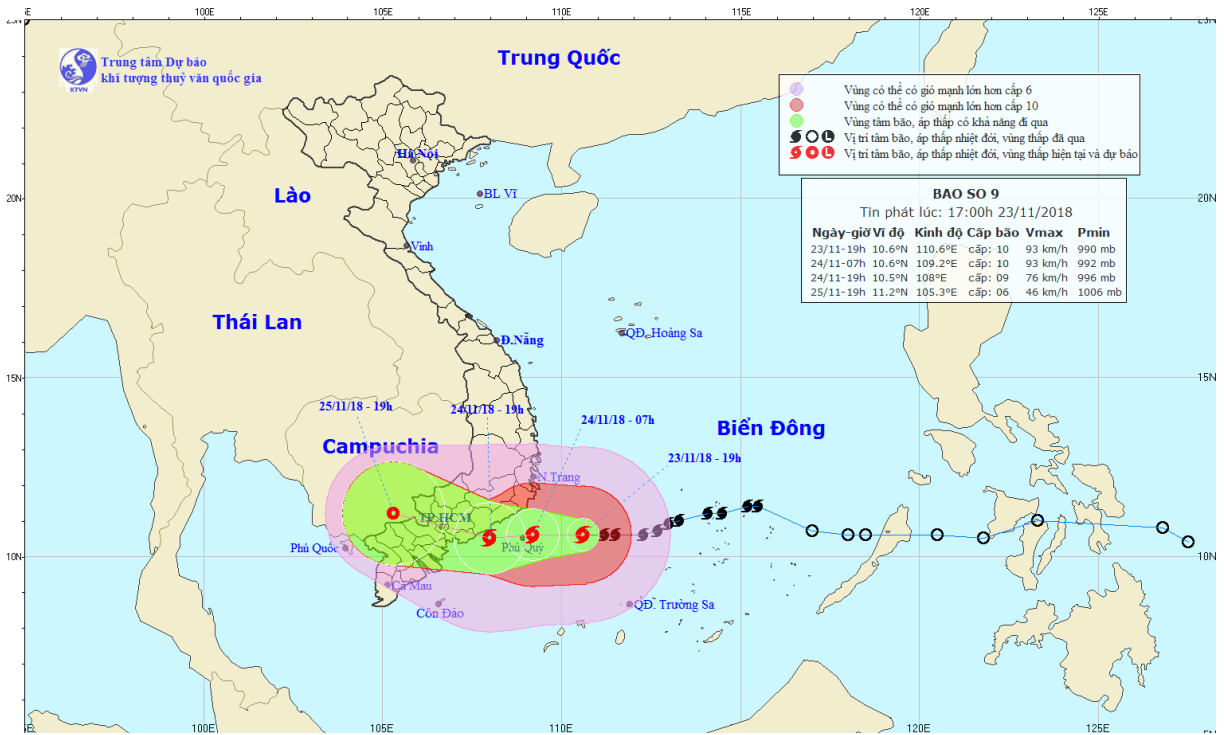 25N
100E
105E
110E
115E
120E
125E
Trung tâm Dự báo
khí tượng thuỷ văn quốc gia
KTVN
Trung Quốc
Vùng có thể có gió mạnh lớn hơn cấp 6
Vùng có thể có gió mạnh lớn hơn cấp 10
Vùng tâm bão, áp thấp có khả năng đi qua
Vị trí tâm bão, áp thấp nhiệt đới, vùng thấp đã qua
Vị trí tâm bão, áp thấp nhiệt đới, vùng thấp hiện tại và dự báo
Hà Nội
Lào
BL Vĩ
20N
20N
BAO SO 9
Tin phát lúc: 17:00h 23/11/2018
Ngày-giờ Vĩ độ Kinh độ Cấp bão Vmax Pmin
23/11-19h 10.6°N 110.6°E cấp: 10 93 km/h 990 mb
24/11-07h 10.6°N 109.2°E cấp: 10 93 km/h 992 mb
24/11-19h 10.5°N 108°E cấp: 09 76 km/h 996 mb
25/11-19h 11.2°N 105.3°E cấp: 06 46 km/h 1006 mb
Vinh
Thái Lan
QĐ. Hoàng Sa
Đ.Nẵng
15N
15N
25/11/18 - 19h
24/11/18 - 19h
24/11/18 - 07h
Biển Đông
Campuchia
23/11/18 - 19h
N.Trang
TP.HCM
Phú Quốc
Phú Quý
10N
10N
Cà Mau
Côn Đảo
QĐ. Trường Sa
100E
105E
110E
115E
120E
125E